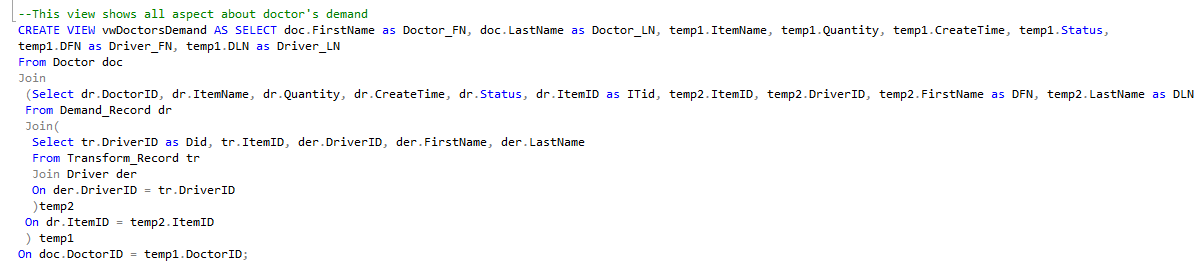 --This view shows all aspect about doctor's demand
CREATE VIEW vwDoctorsDemand AS SELECT doc.FirstName as Doctor_FN, doc.LastName as Doctor_LN, temp1.ItemName, temp1.Quantity, temp1.CreateTime, temp1.Status,
temp1.DFN as Driver_FN, temp1.DLN as Driver_LN
From Doctor doc
Join
(Select dr.DoctorID, dr.ItemName, dr.Quantity, dr.CreateTime, dr.Status, dr.ItemID as ITid, temp2.ItemID, temp2.DriverID, temp2.FirstName as DFN, temp2.LastName as DLN
From Demand_Record dr
Join(
Select tr.DriverID as Did, tr.ItemID, der.DriverID, der.FirstName, der.LastName
From Transform_Record tr
Join Driver der
On der.DriverID = tr.DriverID
)temp2
On dr.ItemID = temp2.ItemID
) temp1
On doc.DoctorID = temp1.DoctorID;